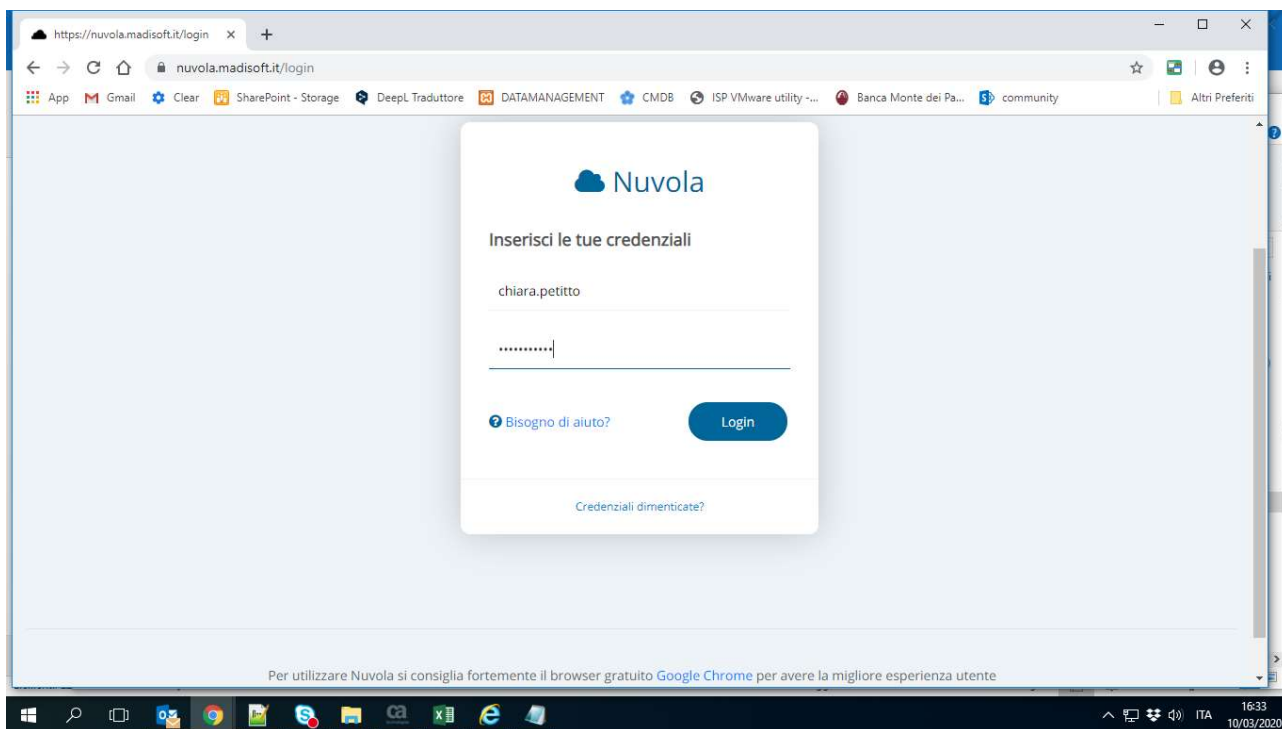 https://nuvola.madisoft.it/login
nuvola.madisoft.it/login
App Gmail Clear SharePoint - Storage DeepL Traduttore DATAMANAGEMENT CMDB ISP VMware utility -... Banca Monte dei Pa... community Altri Preferiti
Nuvola
Inserisci le tue credenziali
chiara.petitto
•••••••••••
Bisogno di aiuto?
Login
Credenziali dimenticate?
Per utilizzare Nuvola si consiglia fortemente il browser gratuito Google Chrome per avere la migliore esperienza utente
ca
ITA
16:33
10/03/2020